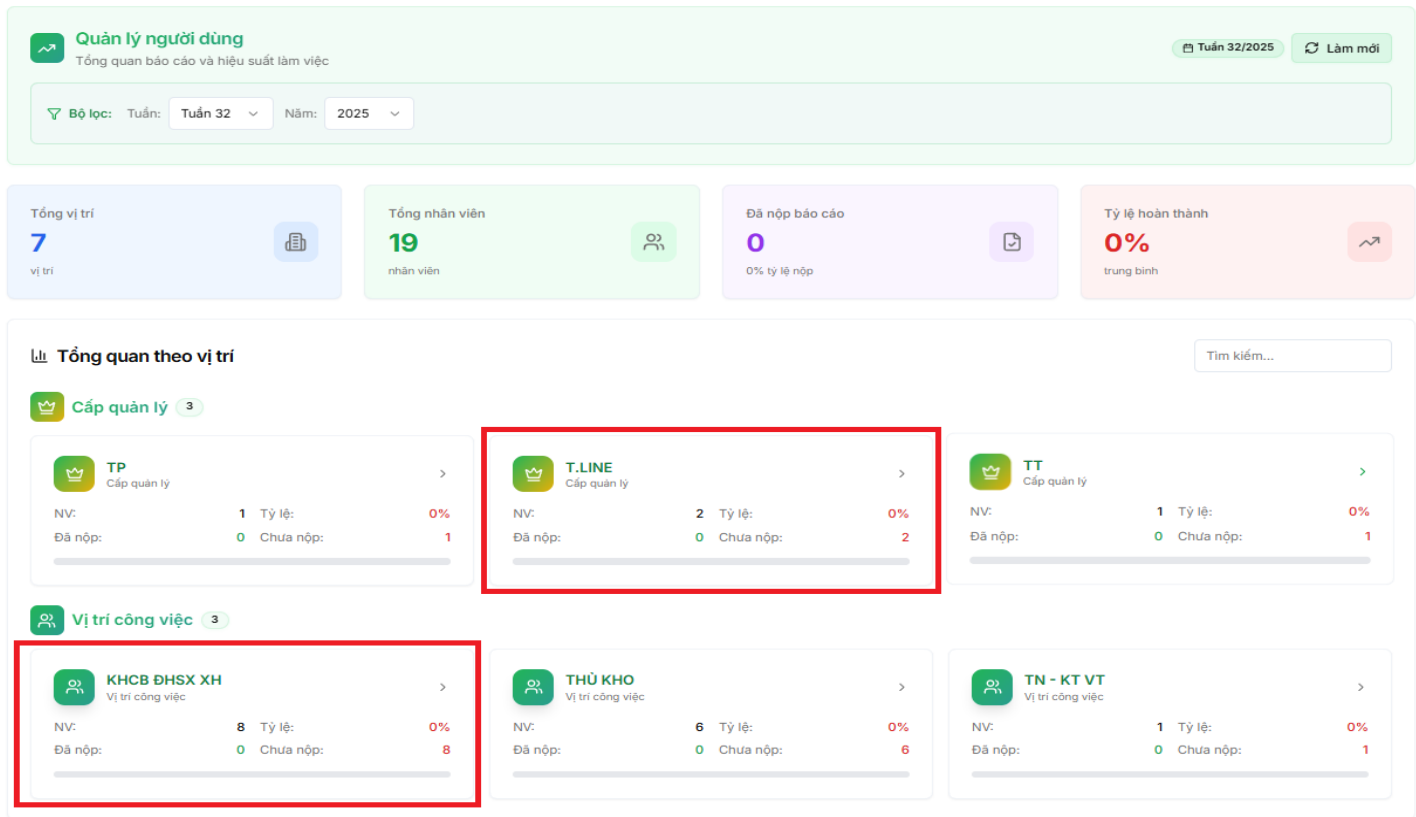 Quản lý người dùng
Tổng quan báo cáo và hiệu suất làm việc
Tuần 32/2025
Làm mới
Bộ lọc: Tuần: Tuần 32 Năm: 2025
Tổng vị trí
7
vị trí
Tổng nhân viên
19
nhân viên
Đã nộp báo cáo
0
0% tỷ lệ nộp
Tỷ lệ hoàn thành
0%
trung bình
Tổng quan theo vị trí
Tìm kiếm...
Cấp quản lý 3
TP
Cấp quản lý
NV: 1 Tỷ lệ: 0%
Đã nộp: 0 Chưa nộp: 1
T.LINE
Cấp quản lý
NV: 2 Tỷ lệ: 0%
Đã nộp: 0 Chưa nộp: 2
TT
Cấp quản lý
NV: 1 Tỷ lệ: 0%
Đã nộp: 0 Chưa nộp: 1
Vị trí công việc 3
KHCB ĐHSX XH
Vị trí công việc
NV: 8 Tỷ lệ: 0%
Đã nộp: 0 Chưa nộp: 8
THỦ KHO
Vị trí công việc
NV: 6 Tỷ lệ: 0%
Đã nộp: 0 Chưa nộp: 6
TN - KT VT
Vị trí công việc
NV: 1 Tỷ lệ: 0%
Đã nộp: 0 Chưa nộp: 1